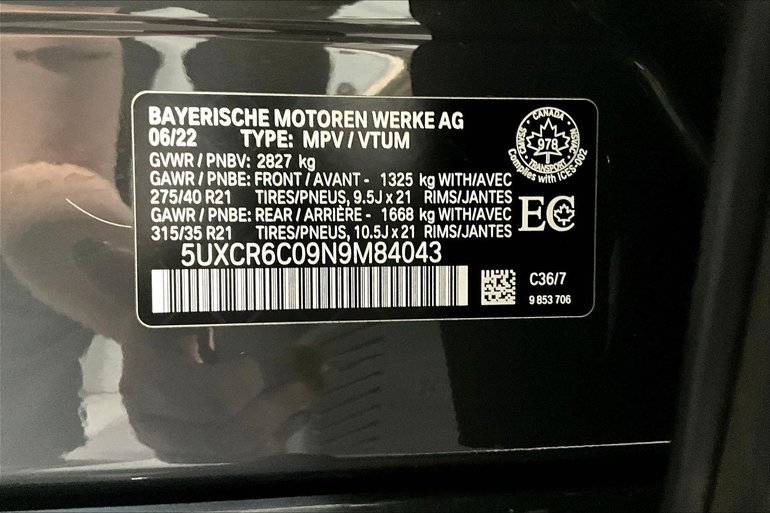 BAYERISCHE MOTOREN WERKE AG
06/22 TYPE: MPV / VTUM
GVWR / PNBV: 2827 kg
GAWR / PNBE: FRONT / AVANT - 1325 kg WITH/AVEC
275/40 R21 TIRES/PNEUS, 9.5J x 21 RIMS/JANTES
GAWR / PNBE: REAR / ARRIÈRE - 1668 kg WITH/AVEC
315/35 R21 TIRES/PNEUS, 10.5J x 21 RIMS/JANTES
5UXCR6C09N9M84043
CANADA
CMVSS
NSVAC
978
TRANSPORT
Complies with ICES-002
EC
C36/7
9 853 706